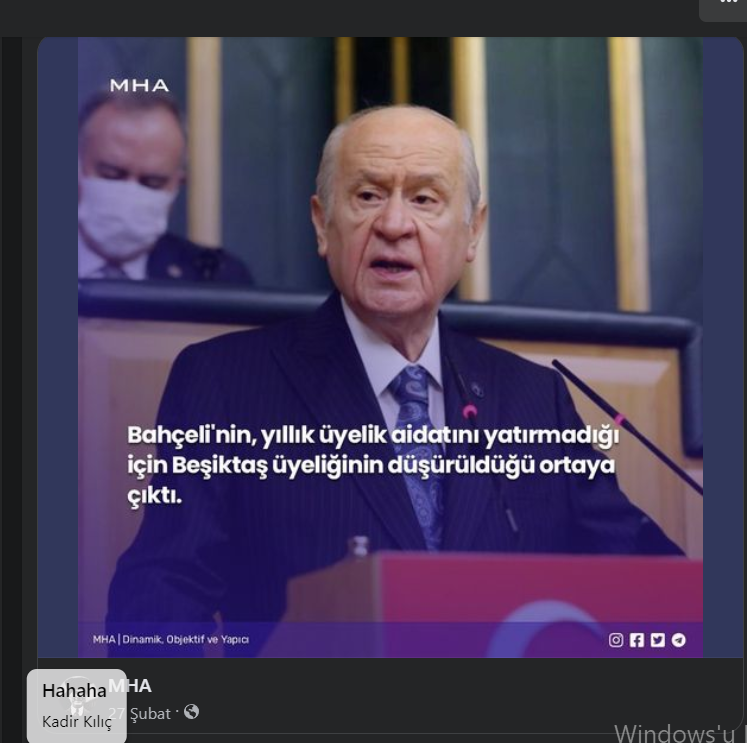 MHA
Bahçeli'nin, yıllık üyelik aidatını yatırmadığı
için Beşiktaş üyeliğinin düşürüldüğü ortaya
çıktı.
MHA | Dinamik, Objektif ve Yapıcı
MHA
27 Şubat ·
Hahaha
Kadir Kılıç
Windows'u